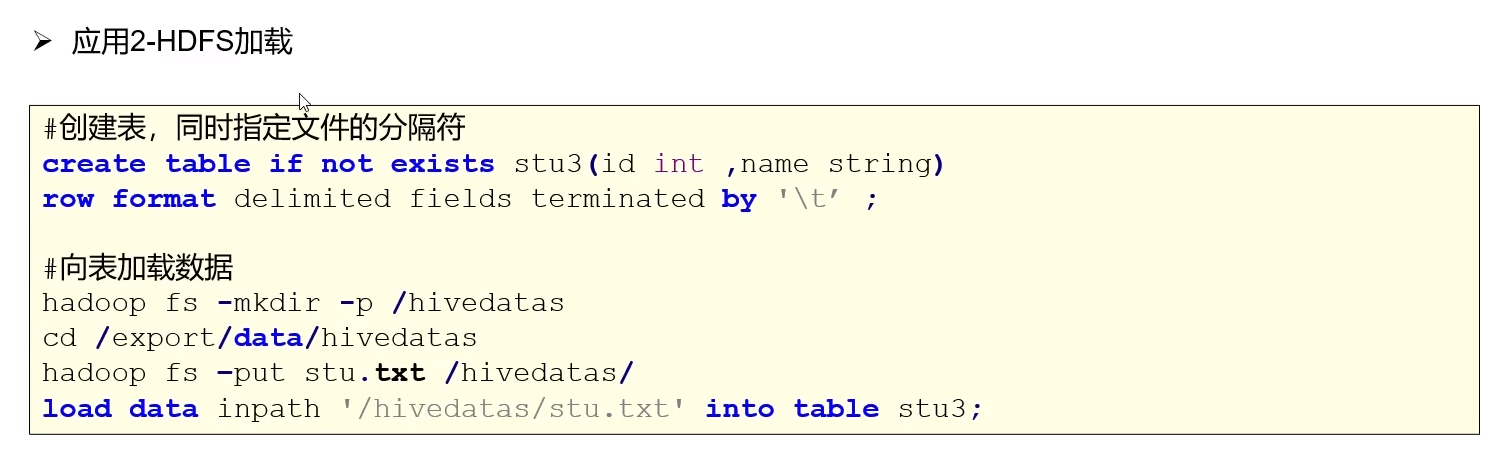 ➢ 应用2-HDFS加载
#创建表，同时指定文件的分隔符
create table if not exists stu3(id int ,name string)
row format delimited fields terminated by '\t’ ;
#向表加载数据
hadoop fs -mkdir -p /hivedatas
cd /export/data/hivedatas
hadoop fs –put stu.txt /hivedatas/
load data inpath '/hivedatas/stu.txt' into table stu3;